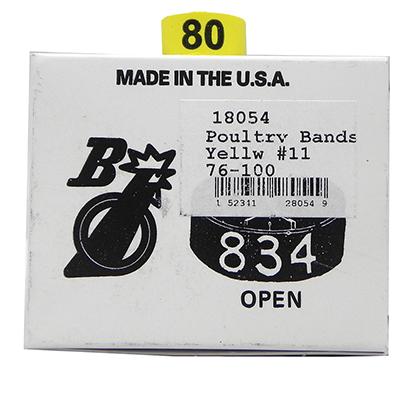 80
MADE IN THE U.S.A.
18054
Poultry Bands
Yellw #11
76-100
1 52311 28054 9
B
834
OPEN